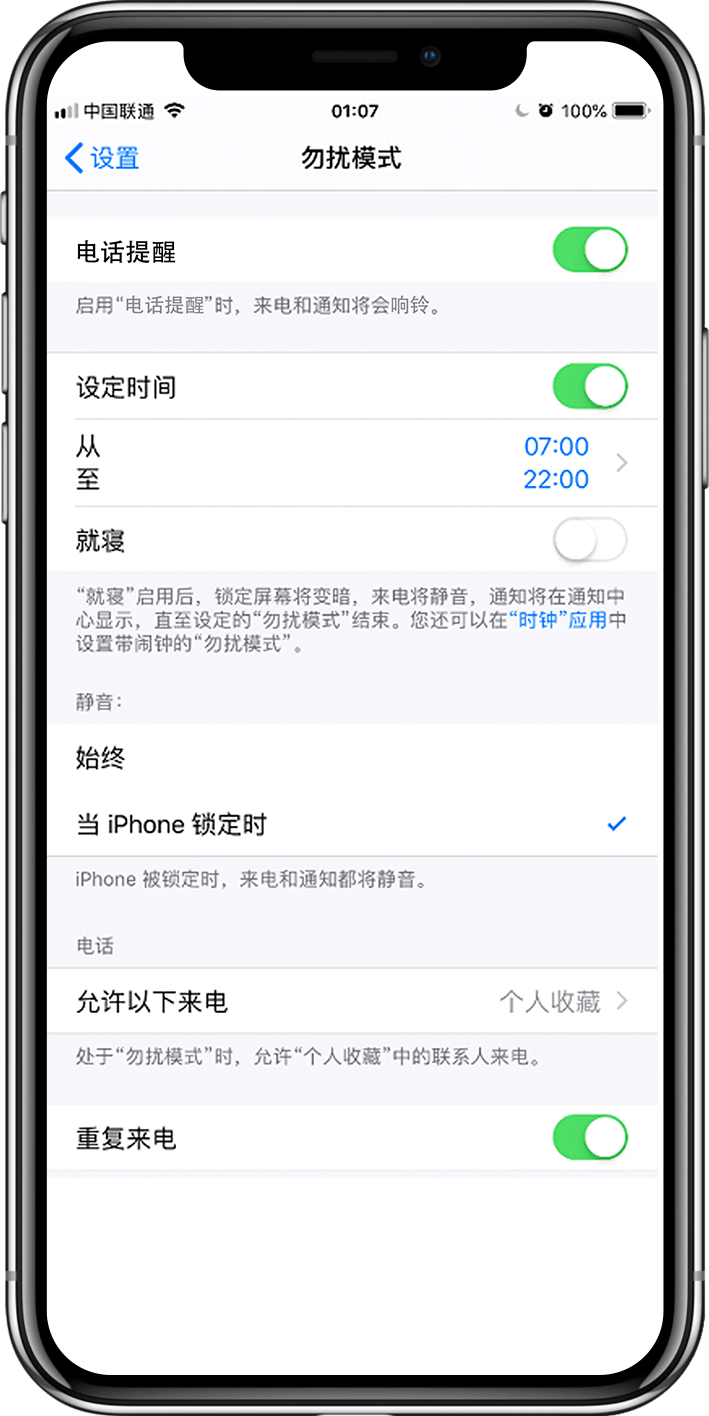 中国联通 01:07 100%
设置 勿扰模式
电话提醒
启用“电话提醒”时，来电和通知将会响铃。
设定时间
从 07:00
至 22:00
就寝
“就寝”启用后，锁定屏幕将变暗，来电将静音，通知将在通知中
心显示，直至设定的“勿扰模式”结束。您还可以在“时钟”应用中
设置带闹钟的“勿扰模式”。
静音：
始终
当 iPhone 锁定时
iPhone 被锁定时，来电和通知都将静音。
电话
允许以下来电 个人收藏
处于“勿扰模式”时，允许“个人收藏”中的联系人来电。
重复来电